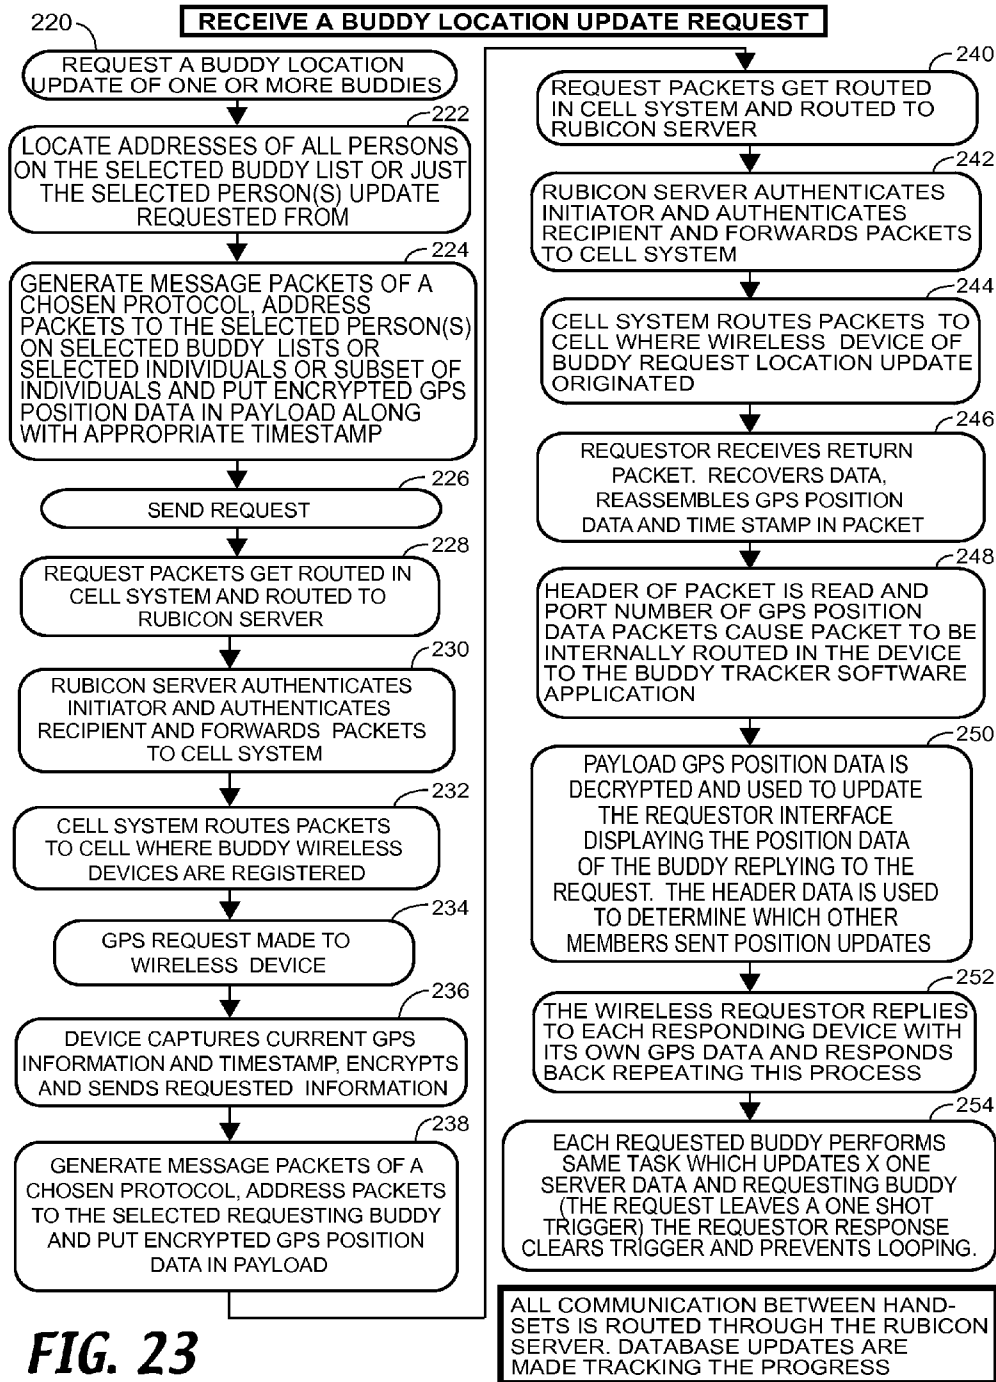 RECEIVE A BUDDY LOCATION UPDATE REQUEST
220
REQUEST A BUDDY LOCATION
UPDATE OF ONE OR MORE BUDDIES
222
LOCATE ADDRESSES OF ALL PERSONS
ON THE SELECTED BUDDY LIST OR JUST
THE SELECTED PERSON(S) UPDATE
REQUESTED FROM
224
GENERATE MESSAGE PACKETS OF A
CHOSEN PROTOCOL, ADDRESS
PACKETS TO THE SELECTED PERSON(S)
ON SELECTED BUDDY LISTS OR
SELECTED INDIVIDUALS OR SUBSET OF
INDIVIDUALS AND PUT ENCRYPTED GPS
POSITION DATA IN PAYLOAD ALONG
WITH APPROPRIATE TIMESTAMP
226
SEND REQUEST
228
REQUEST PACKETS GET ROUTED IN
CELL SYSTEM AND ROUTED TO
RUBICON SERVER
230
RUBICON SERVER AUTHENTICATES
INITIATOR AND AUTHENTICATES
RECIPIENT AND FORWARDS PACKETS
TO CELL SYSTEM
232
CELL SYSTEM ROUTES PACKETS
TO CELL WHERE BUDDY WIRELESS
DEVICES ARE REGISTERED
234
GPS REQUEST MADE TO
WIRELESS DEVICE
236
DEVICE CAPTURES CURRENT GPS
INFORMATION AND TIMESTAMP, ENCRYPTS
AND SENDS REQUESTED INFORMATION
238
GENERATE MESSAGE PACKETS OF A
CHOSEN PROTOCOL, ADDRESS PACKETS
TO THE SELECTED REQUESTING BUDDY
AND PUT ENCRYPTED GPS POSITION
DATA IN PAYLOAD
240
REQUEST PACKETS GET ROUTED
IN CELL SYSTEM AND ROUTED TO
RUBICON SERVER
242
RUBICON SERVER AUTHENTICATES
INITIATOR AND AUTHENTICATES
RECIPIENT AND FORWARDS PACKETS
TO CELL SYSTEM
244
CELL SYSTEM ROUTES PACKETS TO
CELL WHERE WIRELESS DEVICE OF
BUDDY REQUEST LOCATION UPDATE
ORIGINATED
246
REQUESTOR RECEIVES RETURN
PACKET. RECOVERS DATA,
REASSEMBLES GPS POSITION
DATA AND TIME STAMP IN PACKET
248
HEADER OF PACKET IS READ AND
PORT NUMBER OF GPS POSITION
DATA PACKETS CAUSE PACKET TO BE
INTERNALLY ROUTED IN THE DEVICE
TO THE BUDDY TRACKER SOFTWARE
APPLICATION
250
PAYLOAD GPS POSITION DATA IS
DECRYPTED AND USED TO UPDATE
THE REQUESTOR INTERFACE
DISPLAYING THE POSITION DATA
OF THE BUDDY REPLYING TO THE
REQUEST. THE HEADER DATA IS USED
TO DETERMINE WHICH OTHER
MEMBERS SENT POSITION UPDATES
252
THE WIRELESS REQUESTOR REPLIES
TO EACH RESPONDING DEVICE WITH
ITS OWN GPS DATA AND RESPONDS
BACK REPEATING THIS PROCESS
254
EACH REQUESTED BUDDY PERFORMS
SAME TASK WHICH UPDATES X ONE
SERVER DATA AND REQUESTING BUDDY
(THE REQUEST LEAVES A ONE SHOT
TRIGGER) THE REQUESTOR RESPONSE
CLEARS TRIGGER AND PREVENTS LOOPING.
ALL COMMUNICATION BETWEEN HAND-
SETS IS ROUTED THROUGH THE RUBICON
SERVER. DATABASE UPDATES ARE
MADE TRACKING THE PROGRESS
FIG. 23